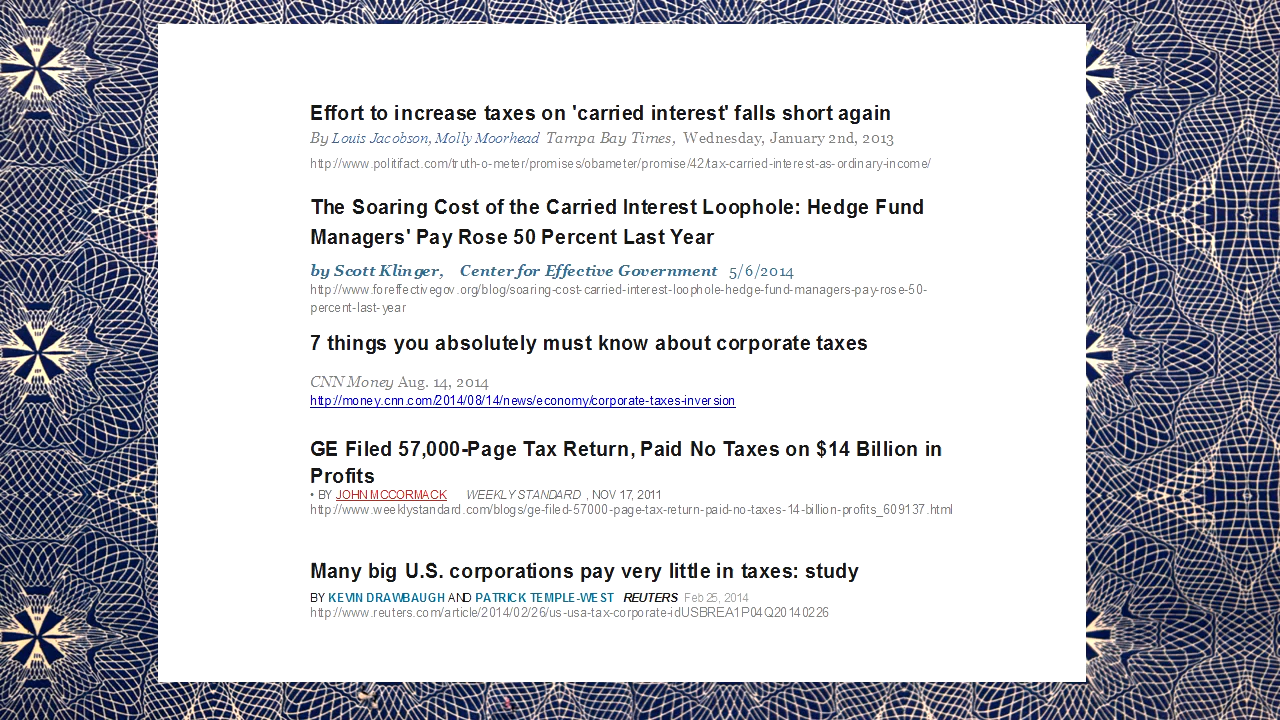 Effort to increase taxes on 'carried interest' falls short again
By Louis Jacobson, Molly Moorhead Tampa Bay Times, Wednesday, January 2nd, 2013
http://www.politifact.com/truth-o-meter/promises/obameter/promise/42/tax-carried-interest-as-ordinary-income/
The Soaring Cost of the Carried Interest Loophole: Hedge Fund
Managers' Pay Rose 50 Percent Last Year
by Scott Klinger, Center for Effective Government 5/6/2014
http://www.foreffectivegov.org/blog/soaring-cost-carried-interest-loophole-hedge-fund-managers-pay-rose-50-
percent-last-year
7 things you absolutely must know about corporate taxes
CNN Money Aug. 14, 2014
http://money.cnn.com/2014/08/14/news/economy/corporate-taxes-inversion
GE Filed 57,000-Page Tax Return, Paid No Taxes on $14 Billion in
Profits
• BY JOHN MCCORMACK WEEKLY STANDARD , NOV 17, 2011
http://www.weeklystandard.com/blogs/ge-filed-57000-page-tax-return-paid-no-taxes-14-billion-profits_609137.html
Many big U.S. corporations pay very little in taxes: study
BY KEVIN DRAWBAUGH AND PATRICK TEMPLE-WEST REUTERS Feb 25, 2014
http://www.reuters.com/article/2014/02/26/us-usa-tax-corporate-idUSBREA1P04Q20140226